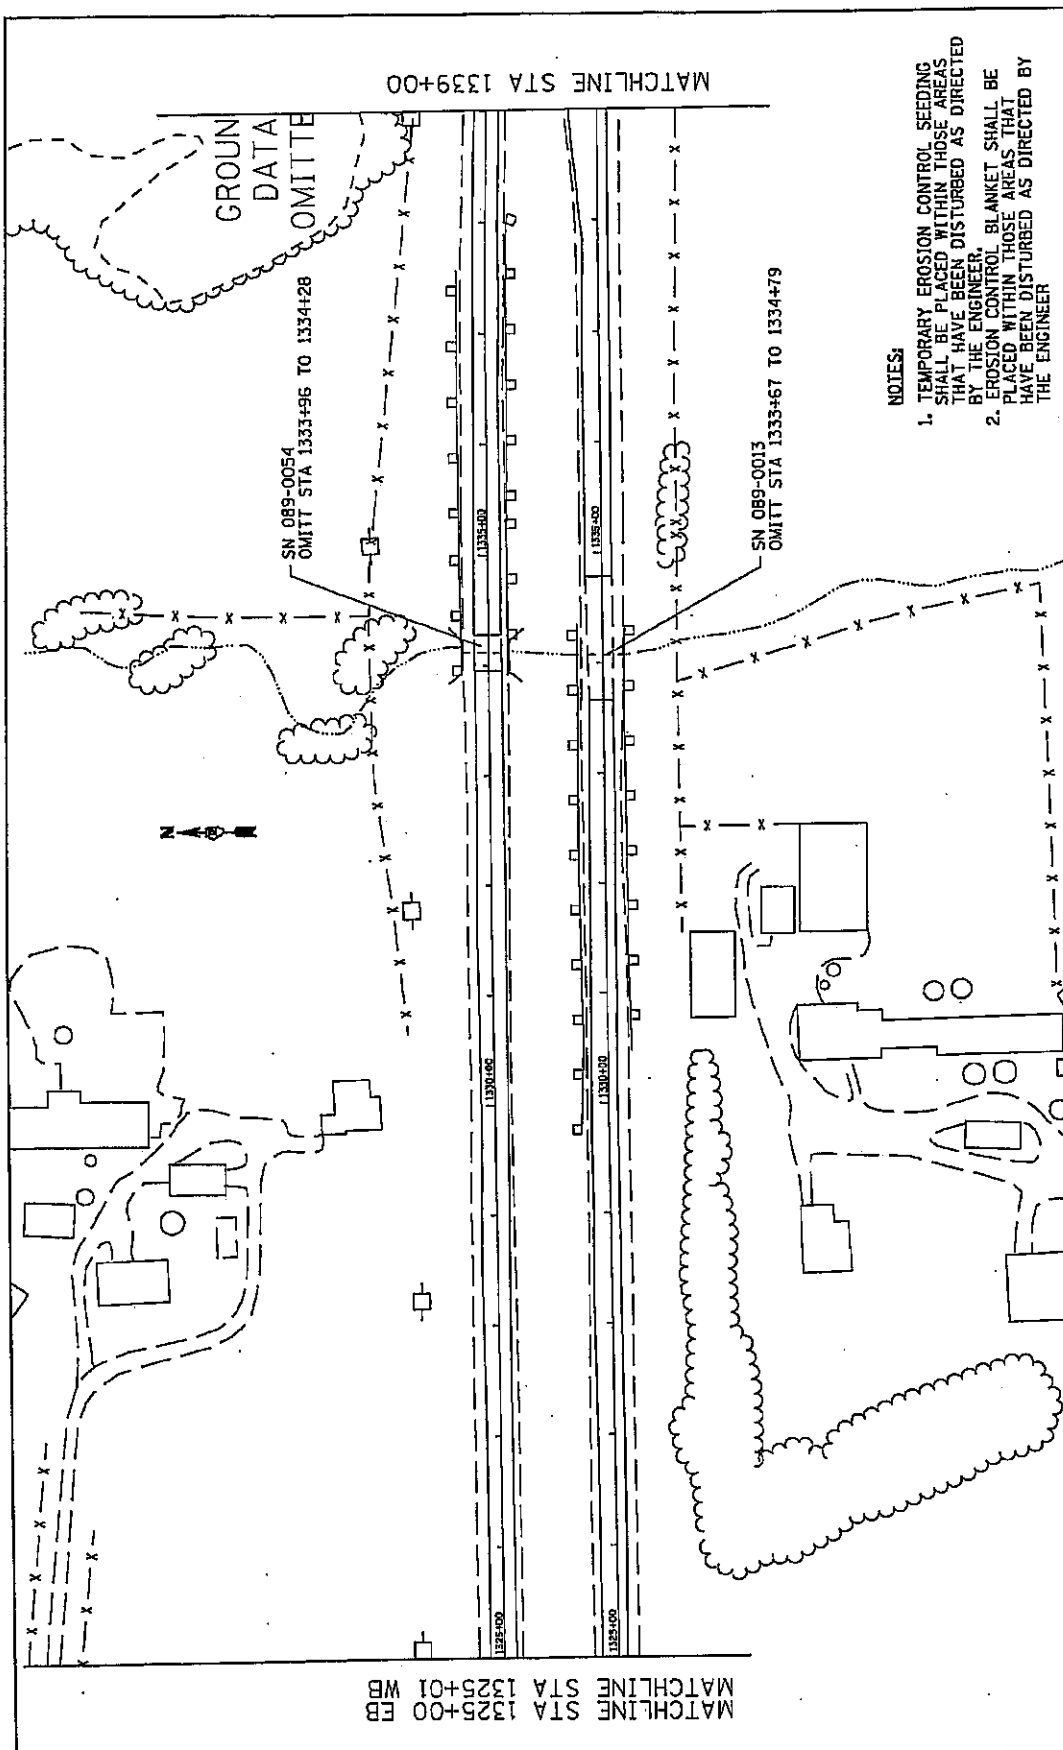 MATCHLINE STA 1339+00
GROUN
DATA
OMITTE
SN 089-0054
OMITT STA 1333+96 TO 1334+28
SN 089-0013
OMITT STA 1333+67 TO 1334+79
NOTES:
1. TEMPORARY EROSION CONTROL SEEDING
SHALL BE PLACED WITHIN THOSE AREAS
THAT HAVE BEEN DISTURBED AS DIRECTED
BY THE ENGINEER.
2. EROSION CONTROL BLANKET SHALL BE
PLACED WITHIN THOSE AREAS THAT
HAVE BEEN DISTURBED AS DIRECTED BY
THE ENGINEER
1335+00
1335+00
N
1330+00
1330+00
1325+00
1325+00
MATCHLINE STA 1325+00 EB
MATCHLINE STA 1325+01 WB